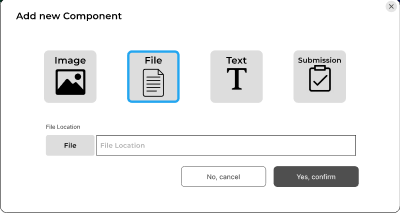 Add new Component
Image
File
Text
Submission
T
File Location
File
File Location
No, cancel
Yes, confirm